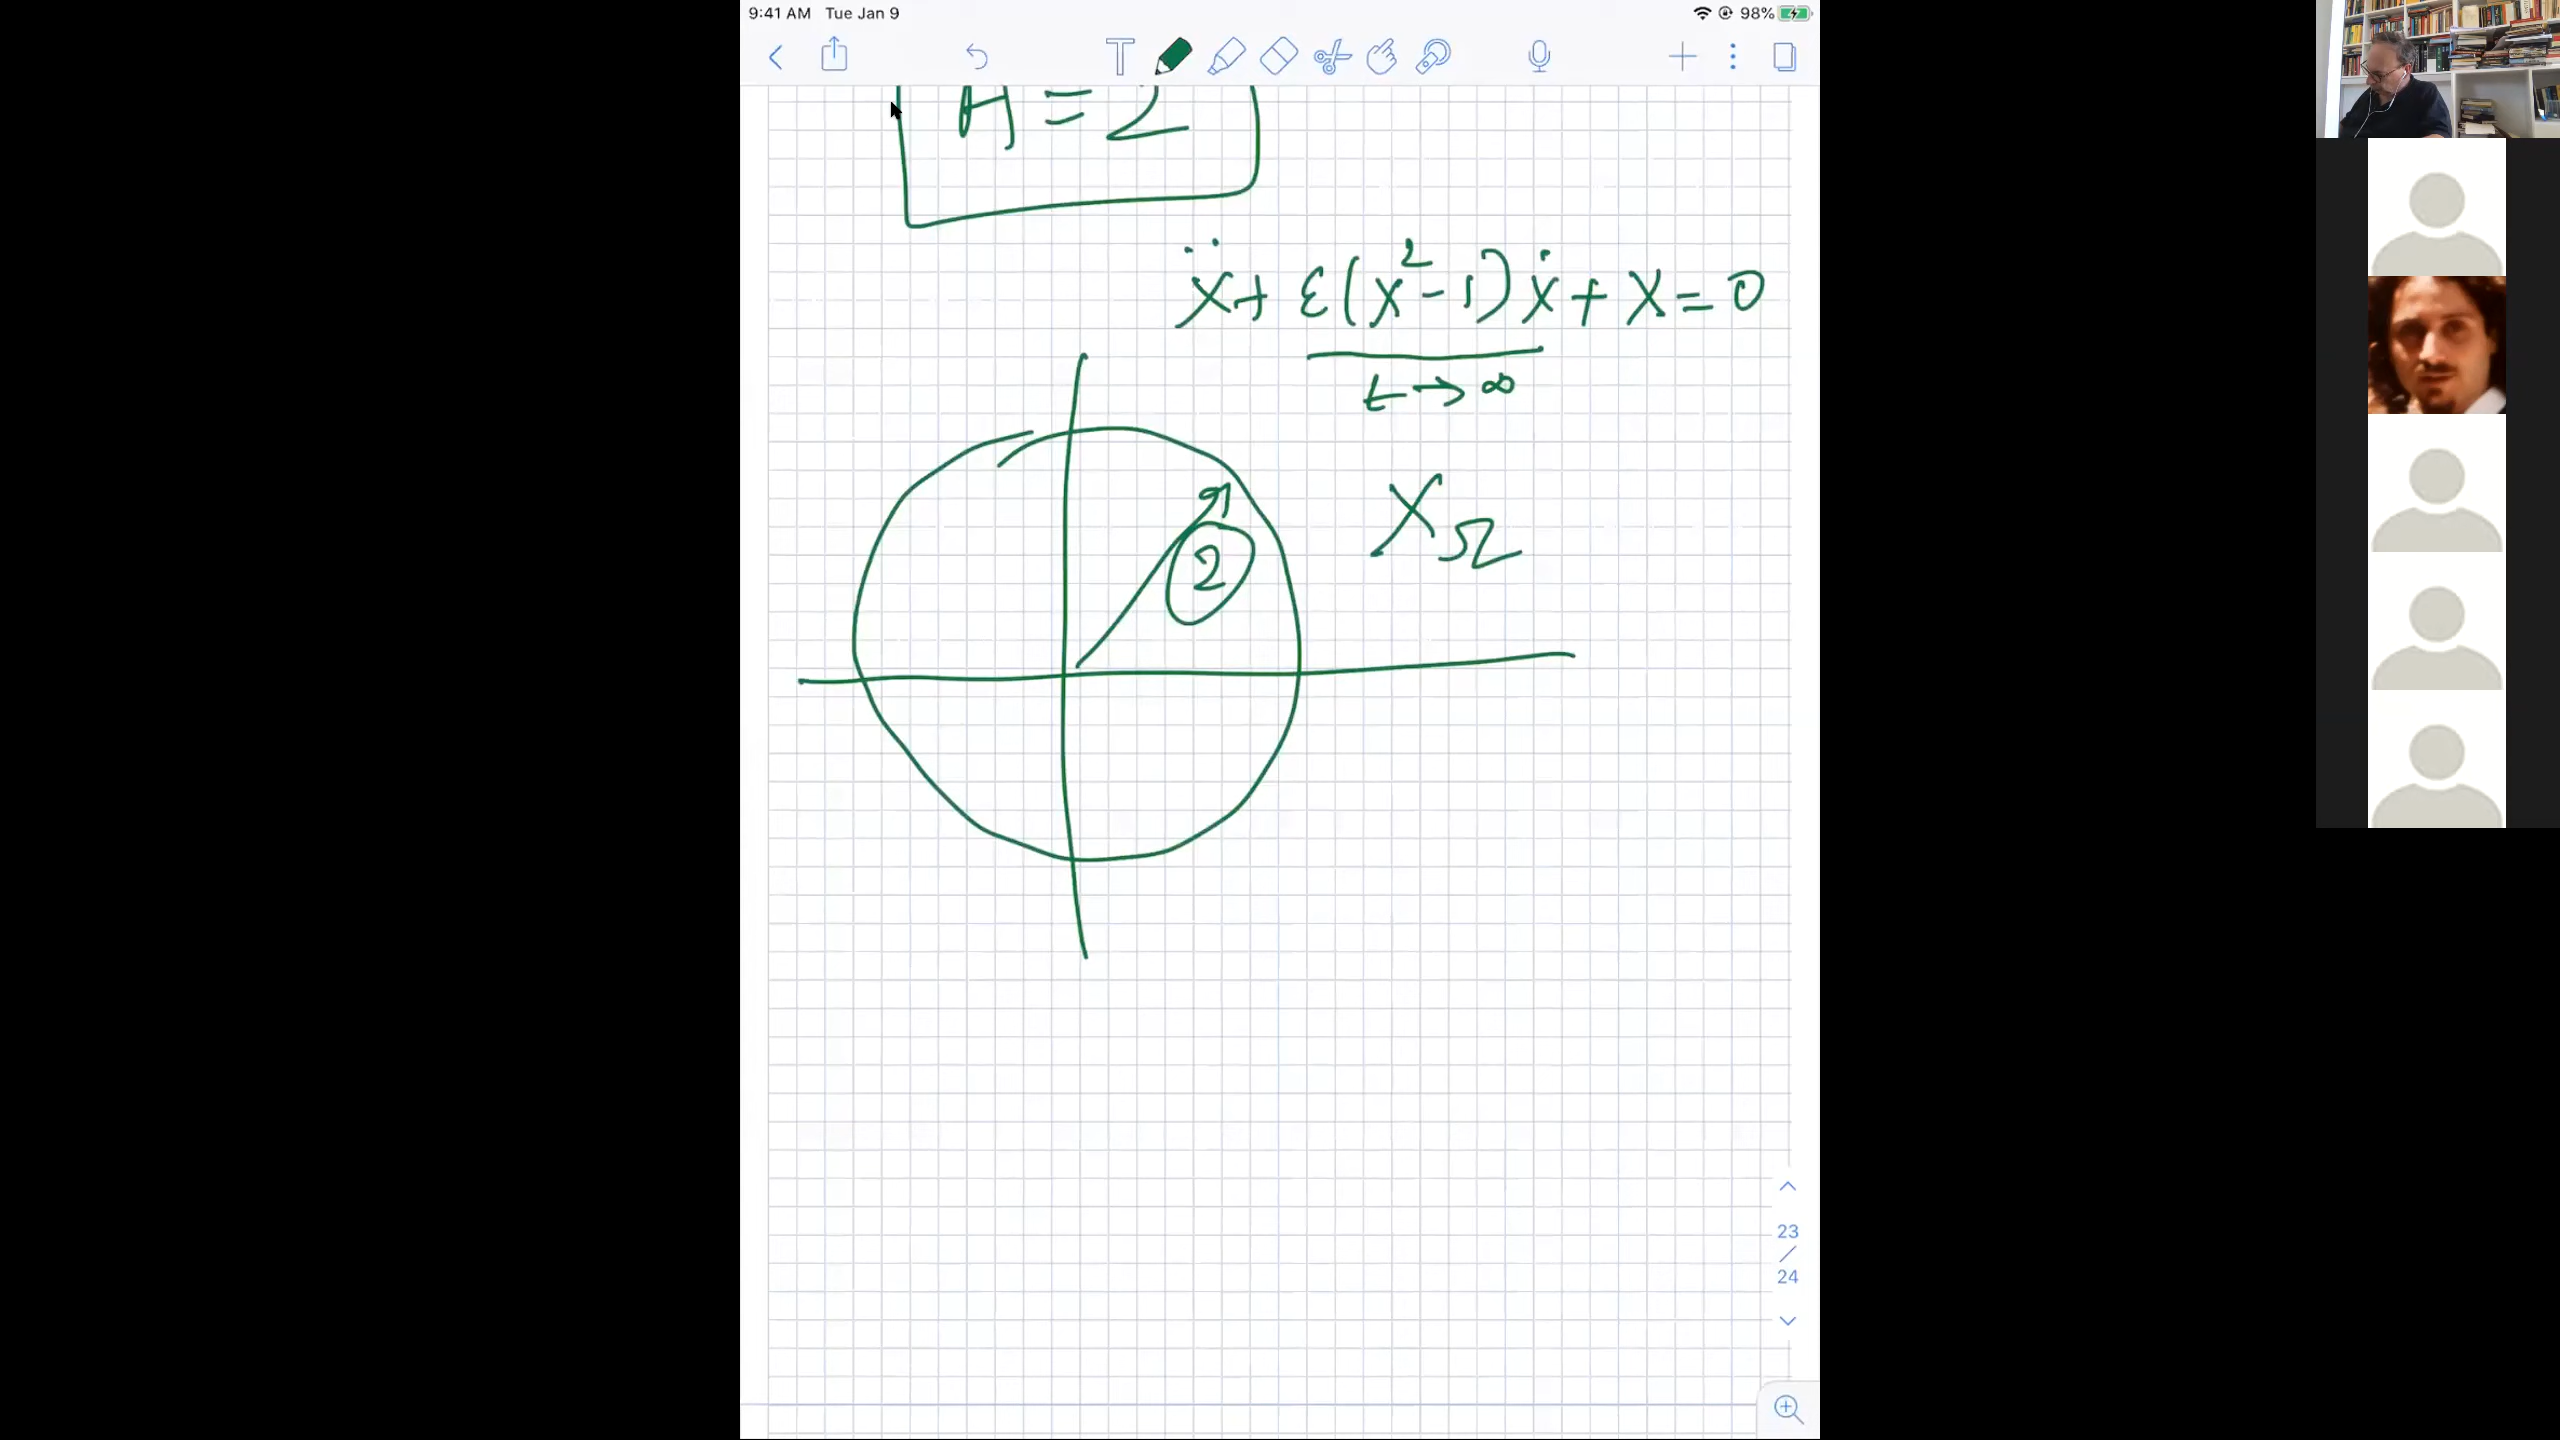 9:41 AM Tue Jan 9 98%
A = 2
ẍ + ε(x² - 1)ẋ + x = 0
t → ∞
2
X_Ω
23
/
24